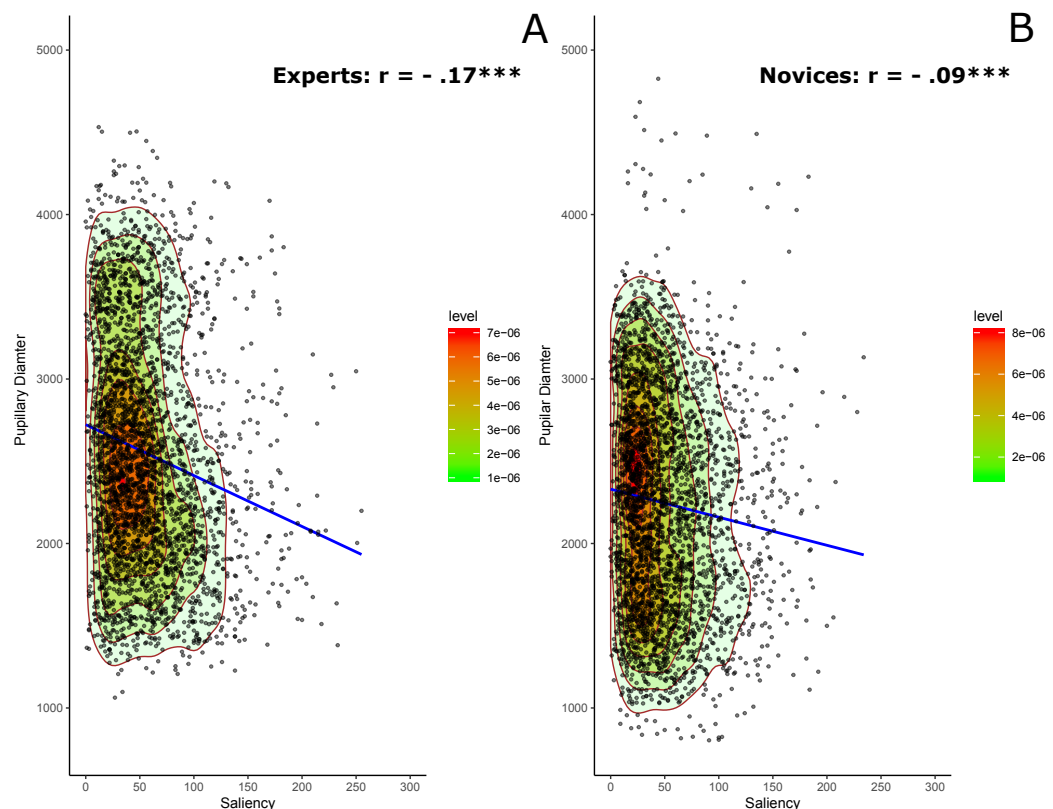 A
Experts: r = - .17***
5000
4000
3000
2000
1000
Pupillary Diamter
0
50
100
150
200
250
300
Saliency
level
7e-06
6e-06
5e-06
4e-06
3e-06
2e-06
1e-06
B
Novices: r = - .09***
5000
4000
3000
2000
1000
Pupilar Diamter
0
50
100
150
200
250
300
Saliency
level
8e-06
6e-06
4e-06
2e-06